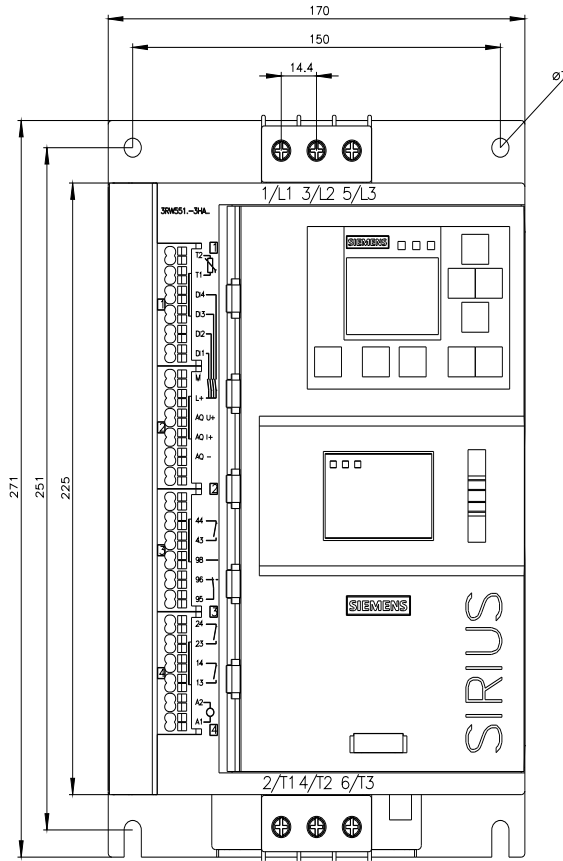 170
150
14.4
271
251
225
1/L1 3/L2 5/L3
3RW551.-3HA..
SIEMENS
1
T2
T1
D4
D3
D2
D1
M
L+
AQ U+
AQ I+
AQ -
2
44
43
98
96
95
3
24
23
14
13
A2
A1
4
1
2
3
4
SIEMENS
SIRIUS
2/T1 4/T2 6/T3